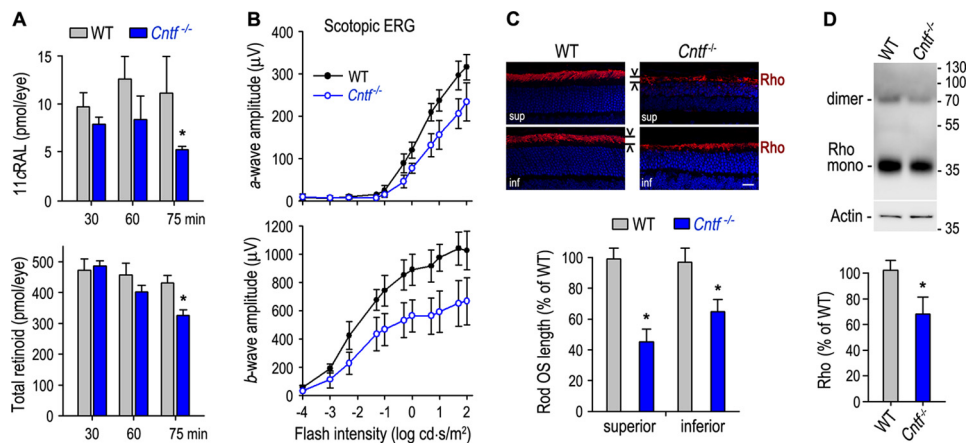 A
WT Cntf -/-
11cRAL (pmol/eye)
15
10
5
0
*
30 60 75 min
Total retinoid (pmol/eye)
500
400
300
200
100
0
*
30 60 75 min
B
Scotopic ERG
WT
Cntf-/-
a-wave amplitude (µV)
400
300
200
100
0
b-wave amplitude (µV)
1200
1000
800
600
400
200
0
-4 -3 -2 -1 0 1 2
Flash intensity (log cd·s/m2)
C
WT Cntf-/-
Rho
sup sup
Rho
inf inf
WT Cntf-/-
Rod OS length (% of WT)
120
100
80
60
40
20
0
* *
superior inferior
D
WT Cntf-/-
130
100
dimer 70
55
Rho
mono 35
Actin
35
Rho (% of WT)
120
100
80
60
40
20
0
*
WT Cntf-/-